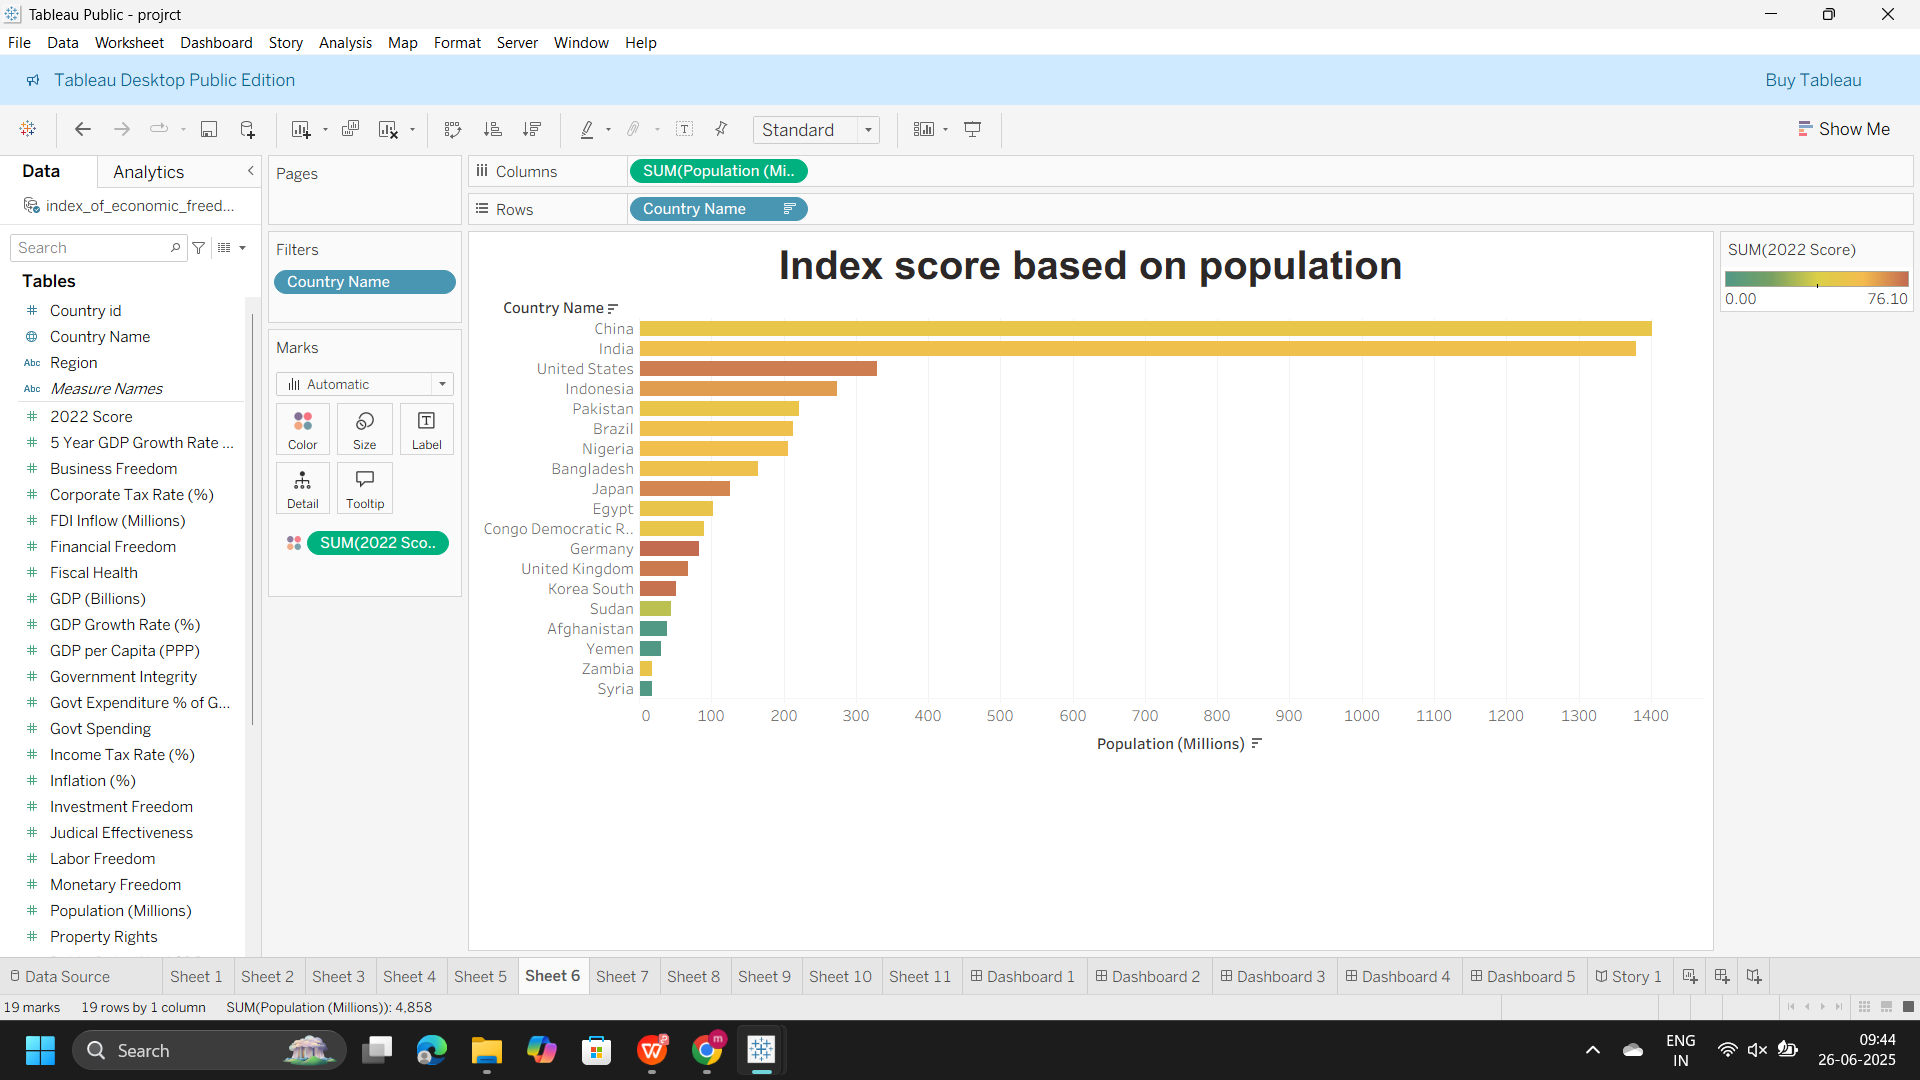 Tableau Public - projrct
File Data Worksheet Dashboard Story Analysis Map Format Server Window Help
Tableau Desktop Public Edition
Buy Tableau
Standard
Show Me
Data
Analytics
index_of_economic_freed...
Search
Tables
Country id
Country Name
Region
Measure Names
2022 Score
5 Year GDP Growth Rate ...
Business Freedom
Corporate Tax Rate (%)
FDI Inflow (Millions)
Financial Freedom
Fiscal Health
GDP (Billions)
GDP Growth Rate (%)
GDP per Capita (PPP)
Government Integrity
Govt Expenditure % of G...
Govt Spending
Income Tax Rate (%)
Inflation (%)
Investment Freedom
Judical Effectiveness
Labor Freedom
Monetary Freedom
Population (Millions)
Property Rights
Pages
Filters
Country Name
Marks
Automatic
Color
Size
Label
Detail
Tooltip
SUM(2022 Sco..
Columns
SUM(Population (Mi..
Rows
Country Name
Index score based on population
Country Name
China
India
United States
Indonesia
Pakistan
Brazil
Nigeria
Bangladesh
Japan
Egypt
Congo Democratic R..
Germany
United Kingdom
Korea South
Sudan
Afghanistan
Yemen
Zambia
Syria
0 100 200 300 400 500 600 700 800 900 1000 1100 1200 1300 1400
Population (Millions)
SUM(2022 Score)
0.00 76.10
Data Source Sheet 1 Sheet 2 Sheet 3 Sheet 4 Sheet 5 Sheet 6 Sheet 7 Sheet 8 Sheet 9 Sheet 10 Sheet 11 Dashboard 1 Dashboard 2 Dashboard 3 Dashboard 4 Dashboard 5 Story 1
19 marks 19 rows by 1 column SUM(Population (Millions)): 4,858
Search
ENG
IN
09:44
26-06-2025